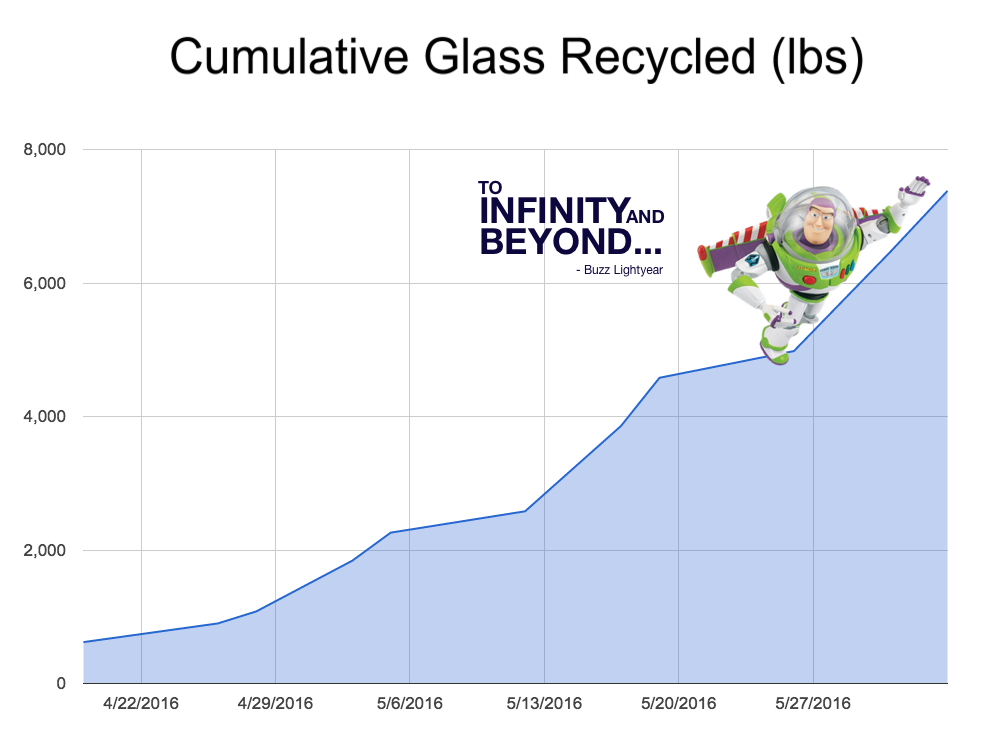 Cumulative Glass Recycled (lbs)
8,000
TO
INFINITY AND
BEYOND...
- Buzz Lightyear
6,000
4,000
2,000
0
4/22/2016 4/29/2016 5/6/2016 5/13/2016 5/20/2016 5/27/2016